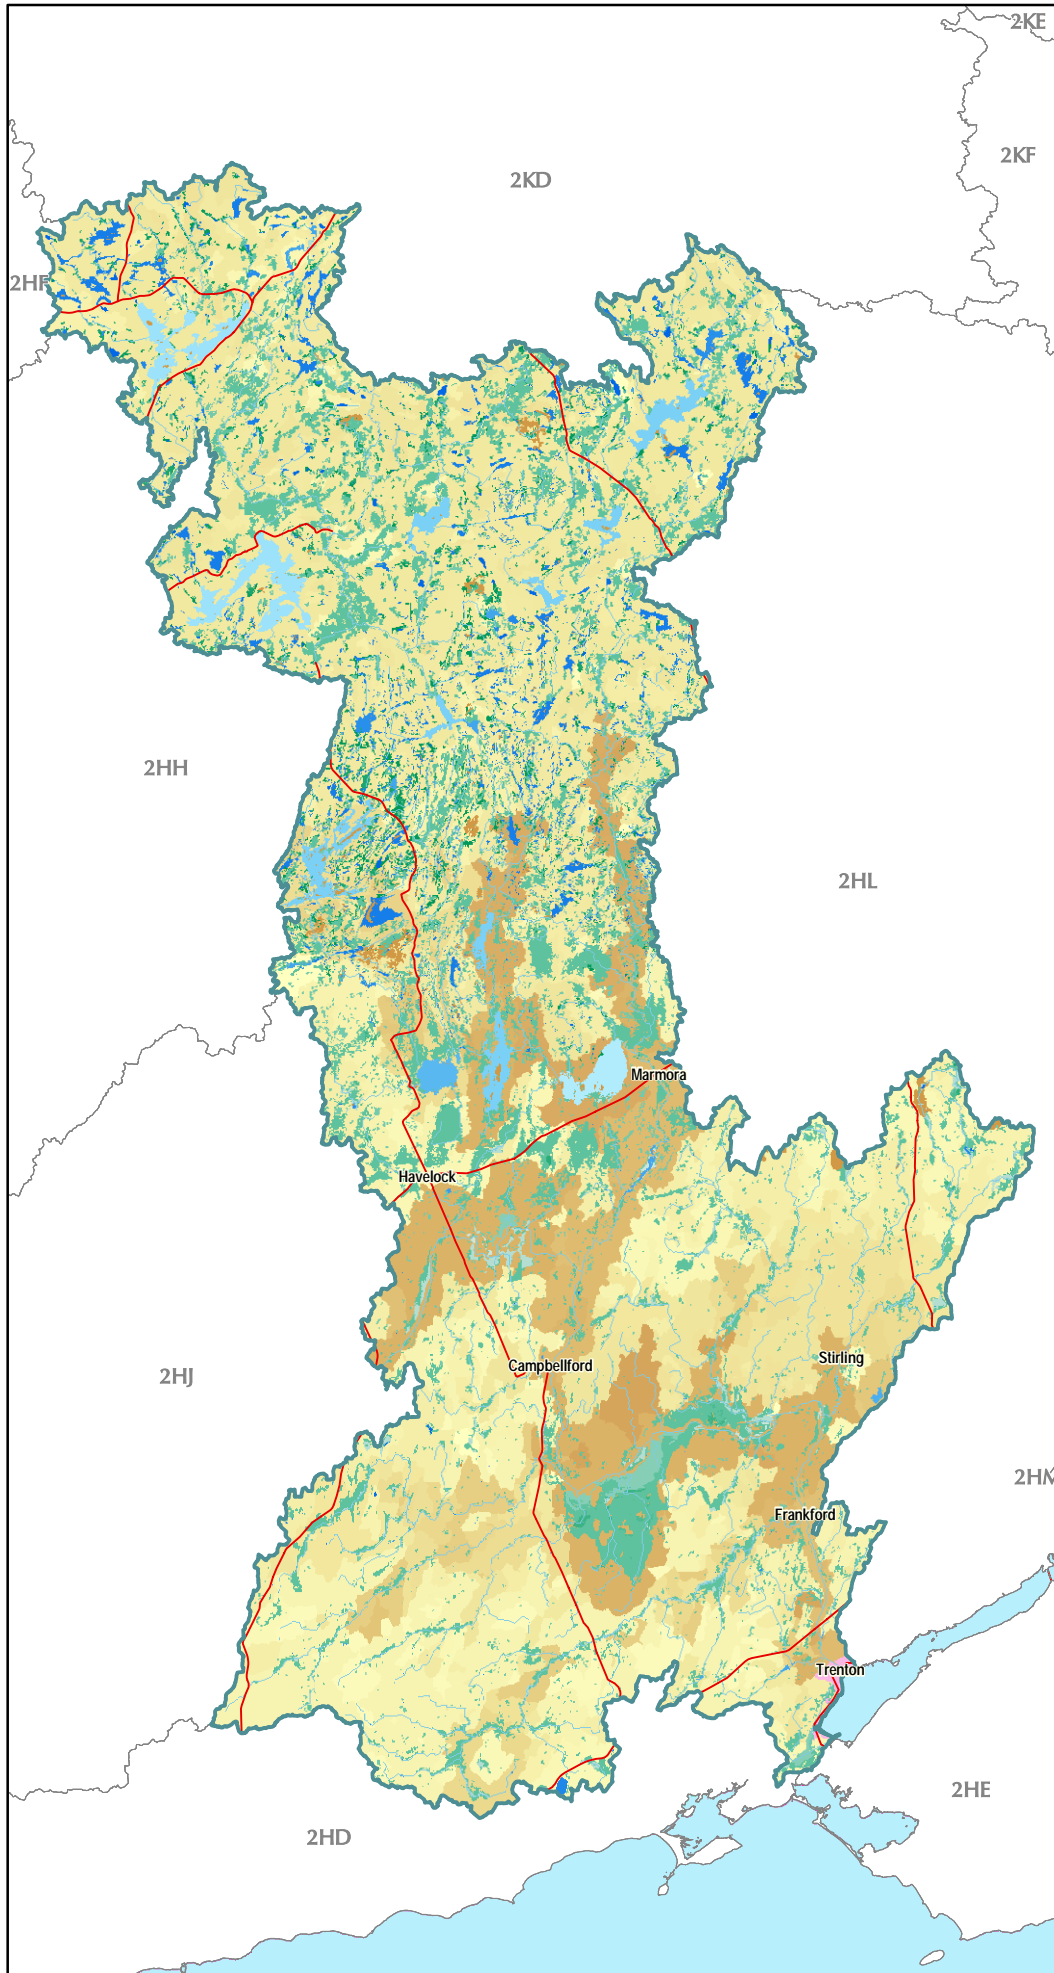 2KE
2KF
2KD
2HF
2HH
2HL
Marmora
Havelock
Campbellford
Stirling
2HJ
2HM
Frankford
Trenton
2HE
2HD